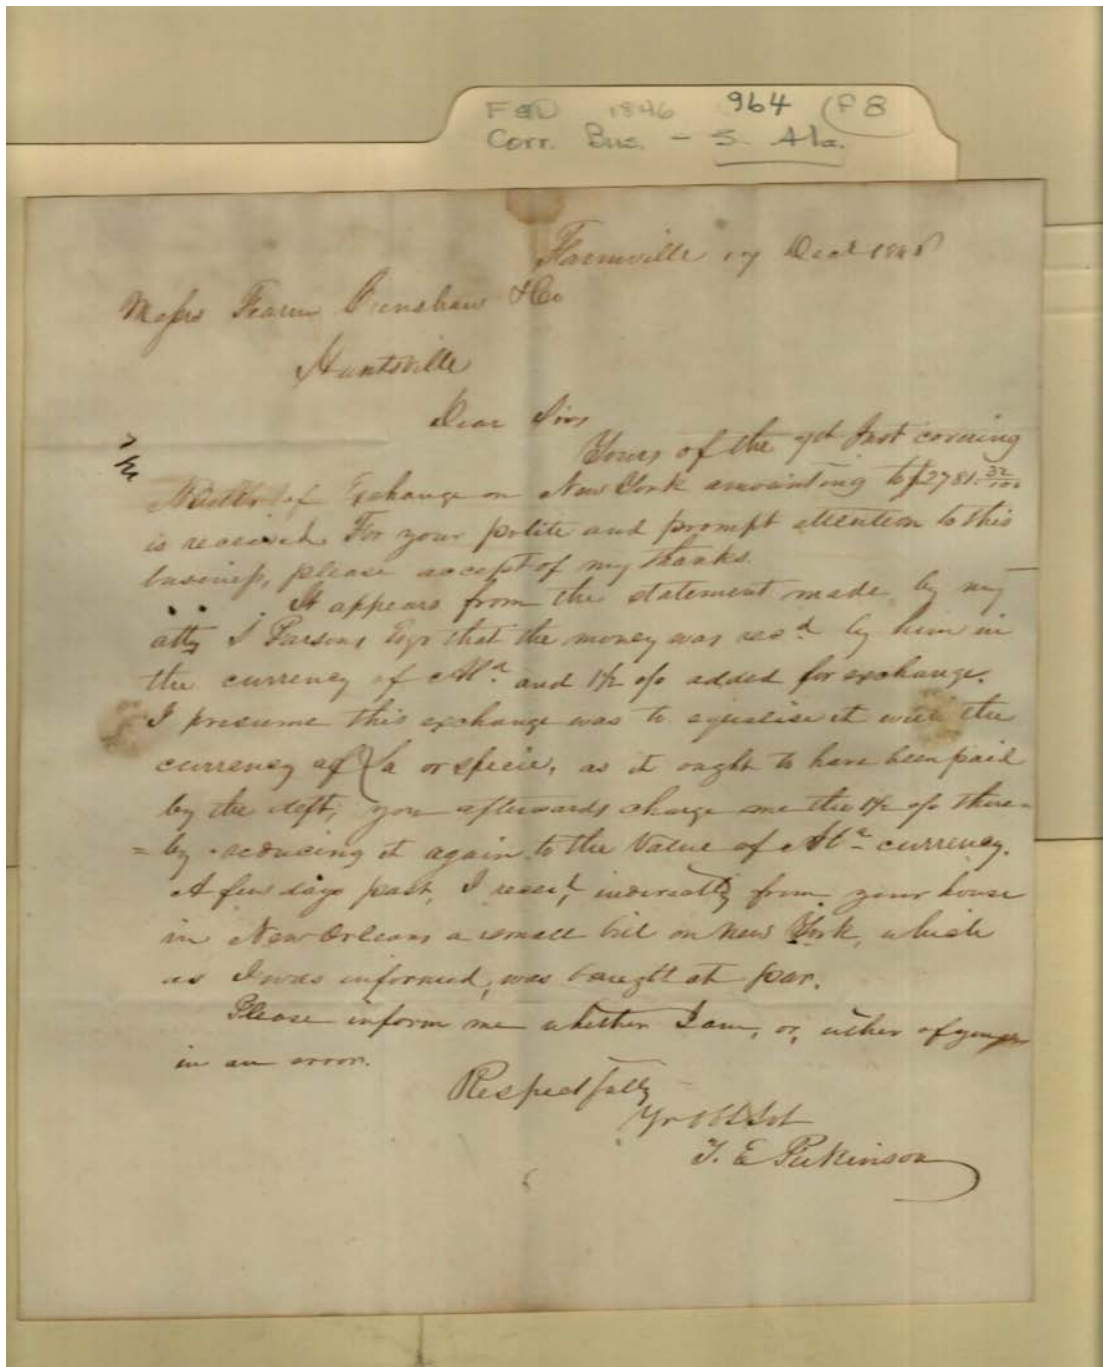 F&D 1846 964 F8
Corr. Bus. - S. Ala.
Farmville 17 Decr 184
Messrs Fearn Crenshaw & Co
Huntsville
Dear Sirs
Yours of the 7th Inst covering
of Exchange on New York amounting to $2781.32/100
is received. For your polite and prompt attention to this
business, please accept of my thanks.
It appears from the statement made by my
atty S Parsons Esqr that the money was recd by him in
the currency of Ala. and 1½ o/o added for exchange.
I presume this exchange was to equalise it with the
currency of Va or specie, as it ought to have been paid
by the deft; you afterwards charge me the 1½ o/o there-
=by reducing it again to the Value of Ala currency.
A few days past, I recedd indirectly from your house
in New Orleans a small bill on New York, which
as I was informed, was bought at par.
Please inform me whether I am, or, either of you
in an error.
Respectfully
Yr Obt Svt
T. E Perkinson